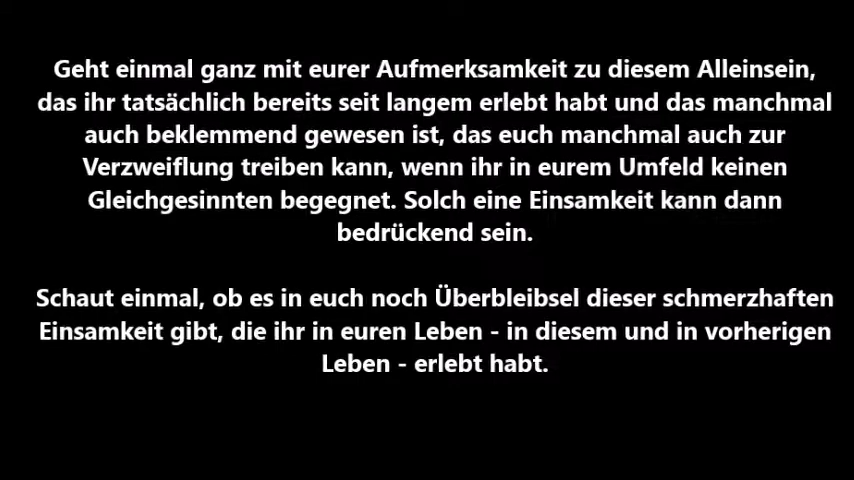 Geht einmal ganz mit eurer Aufmerksamkeit zu diesem Alleinsein,
das ihr tatsächlich bereits seit langem erlebt habt und das manchmal
auch beklemmend gewesen ist, das euch manchmal auch zur
Verzweiflung treiben kann, wenn ihr in eurem Umfeld keinen
Gleichgesinnten begegnet. Solch eine Einsamkeit kann dann
bedrückend sein.
Schaut einmal, ob es in euch noch Überbleibsel dieser schmerzhaften
Einsamkeit gibt, die ihr in euren Leben - in diesem und in vorherigen
Leben - erlebt habt.